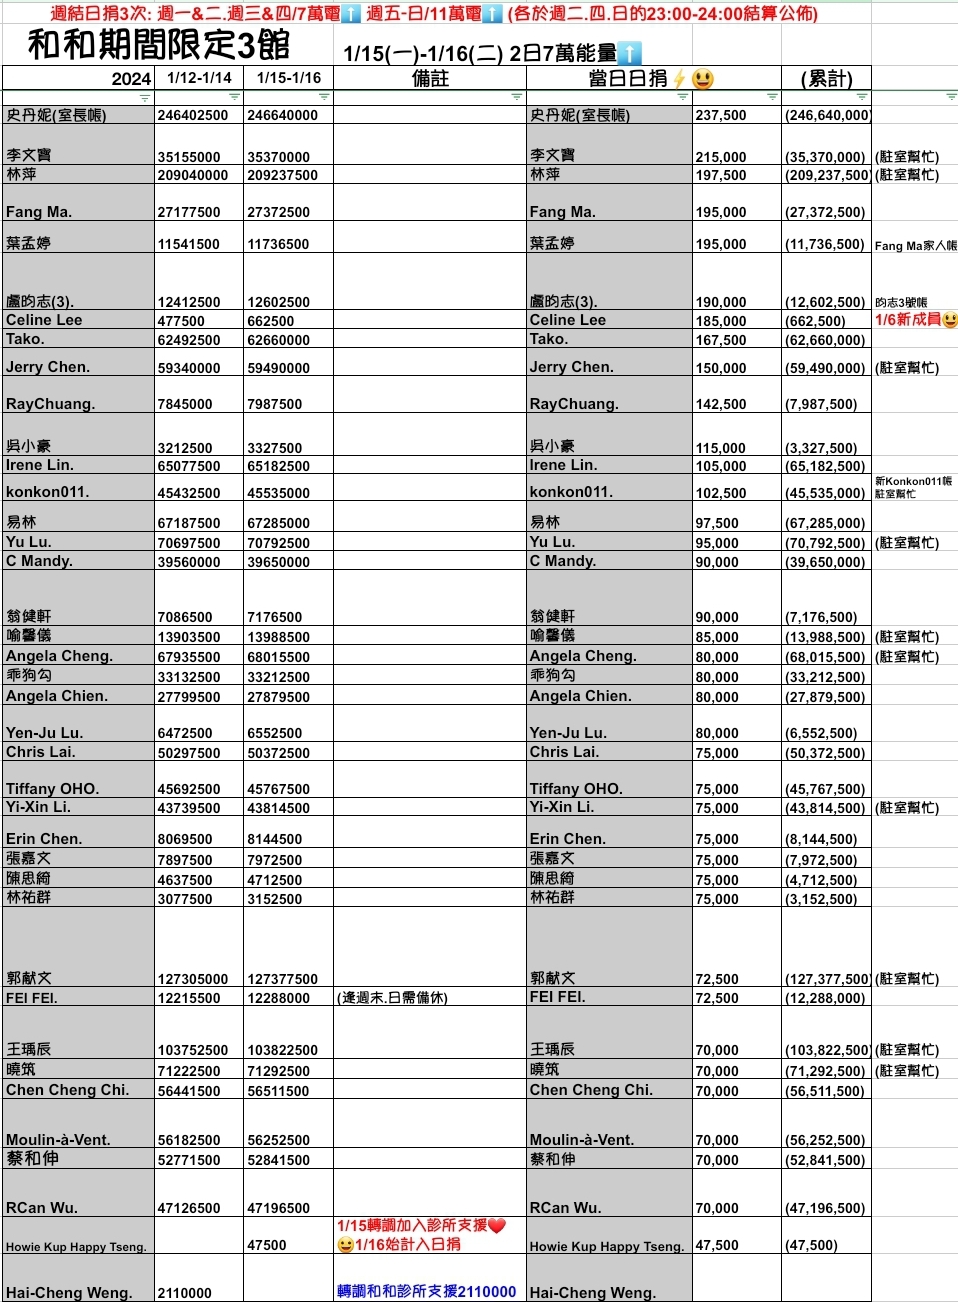 週結日捐3次: 週一&二.週三&四/7萬電⬆️ 週五-日/11萬電⬆️ (各於週二.四.日的23:00-24:00結算公佈)
和和期間限定3館 1/15(一)-1/16(二) 2日7萬能量⬆️
2024 1/12-1/14 1/15-1/16 備註 當日日捐⚡😃 (累計)
史丹妮(室長帳) 246402500 246640000 史丹妮(室長帳) 237,500 (246,640,000)
李文寶 35155000 35370000 李文寶 215,000 (35,370,000) (駐室幫忙)
林萍 209040000 209237500 林萍 197,500 (209,237,500) (駐室幫忙)
Fang Ma. 27177500 27372500 Fang Ma. 195,000 (27,372,500)
葉孟婷 11541500 11736500 葉孟婷 195,000 (11,736,500) Fang Ma家人帳
盧昀志(3). 12412500 12602500 盧昀志(3). 190,000 (12,602,500) 昀志3號帳
Celine Lee 477500 662500 Celine Lee 185,000 (662,500) 1/6新成員😃
Tako. 62492500 62660000 Tako. 167,500 (62,660,000)
Jerry Chen. 59340000 59490000 Jerry Chen. 150,000 (59,490,000) (駐室幫忙)
RayChuang. 7845000 7987500 RayChuang. 142,500 (7,987,500)
吳小豪 3212500 3327500 吳小豪 115,000 (3,327,500)
Irene Lin. 65077500 65182500 Irene Lin. 105,000 (65,182,500)
konkon011. 45432500 45535000 konkon011. 102,500 (45,535,000) 新Konkon011帳
駐室幫忙
易林 67187500 67285000 易林 97,500 (67,285,000)
Yu Lu. 70697500 70792500 Yu Lu. 95,000 (70,792,500) (駐室幫忙)
C Mandy. 39560000 39650000 C Mandy. 90,000 (39,650,000)
翁健軒 7086500 7176500 翁健軒 90,000 (7,176,500)
喻馨儀 13903500 13988500 喻馨儀 85,000 (13,988,500) (駐室幫忙)
Angela Cheng. 67935500 68015500 Angela Cheng. 80,000 (68,015,500) (駐室幫忙)
乖狗勾 33132500 33212500 乖狗勾 80,000 (33,212,500)
Angela Chien. 27799500 27879500 Angela Chien. 80,000 (27,879,500)
Yen-Ju Lu. 6472500 6552500 Yen-Ju Lu. 80,000 (6,552,500)
Chris Lai. 50297500 50372500 Chris Lai. 75,000 (50,372,500)
Tiffany OHO. 45692500 45767500 Tiffany OHO. 75,000 (45,767,500)
Yi-Xin Li. 43739500 43814500 Yi-Xin Li. 75,000 (43,814,500) (駐室幫忙)
Erin Chen. 8069500 8144500 Erin Chen. 75,000 (8,144,500)
張嘉文 7897500 7972500 張嘉文 75,000 (7,972,500)
陳思綺 4637500 4712500 陳思綺 75,000 (4,712,500)
林祐群 3077500 3152500 林祐群 75,000 (3,152,500)
郭献文 127305000 127377500 郭献文 72,500 (127,377,500) (駐室幫忙)
FEI FEI. 12215500 12288000 (逢週末.日需備休) FEI FEI. 72,500 (12,288,000)
王瑀辰 103752500 103822500 王瑀辰 70,000 (103,822,500) (駐室幫忙)
曉筑 71222500 71292500 曉筑 70,000 (71,292,500) (駐室幫忙)
Chen Cheng Chi. 56441500 56511500 Chen Cheng Chi. 70,000 (56,511,500)
Moulin-à-Vent. 56182500 56252500 Moulin-à-Vent. 70,000 (56,252,500)
蔡和伸 52771500 52841500 蔡和伸 70,000 (52,841,500)
RCan Wu. 47126500 47196500 RCan Wu. 70,000 (47,196,500)
1/15轉調加入診所支援❤️
Howie Kup Happy Tseng. 47500 😀1/16始計入日捐 Howie Kup Happy Tseng. 47,500 (47,500)
Hai-Cheng Weng. 2110000 轉調和和診所支援2110000 Hai-Cheng Weng.